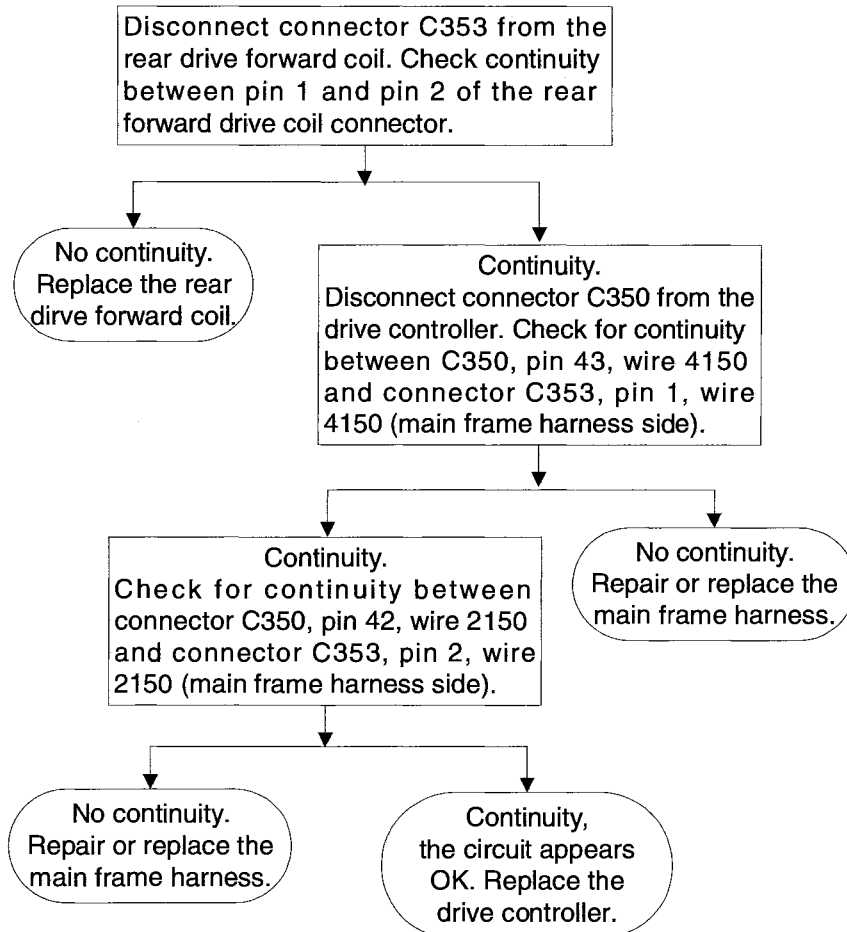 Disconnect connector C353 from the
rear drive forward coil. Check continuity
between pin 1 and pin 2 of the rear
forward drive coil connector.
No continuity.
Replace the rear
dirve forward coil.
Continuity.
Disconnect connector C350 from the
drive controller. Check for continuity
between C350, pin 43, wire 4150
and connector C353, pin 1, wire
4150 (main frame harness side).
Continuity.
Check for continuity between
connector C350, pin 42, wire 2150
and connector C353, pin 2, wire
2150 (main frame harness side).
No continuity.
Repair or replace the
main frame harness.
No continuity.
Repair or replace the
main frame harness.
Continuity,
the circuit appears
OK. Replace the
drive controller.